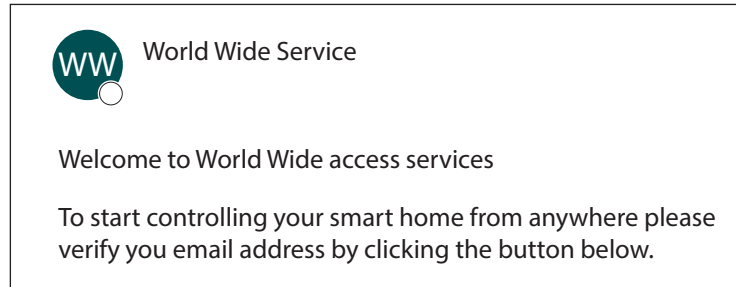 WW
World Wide Service
Welcome to World Wide access services
To start controlling your smart home from anywhere please
verify you email address by clicking the button below.